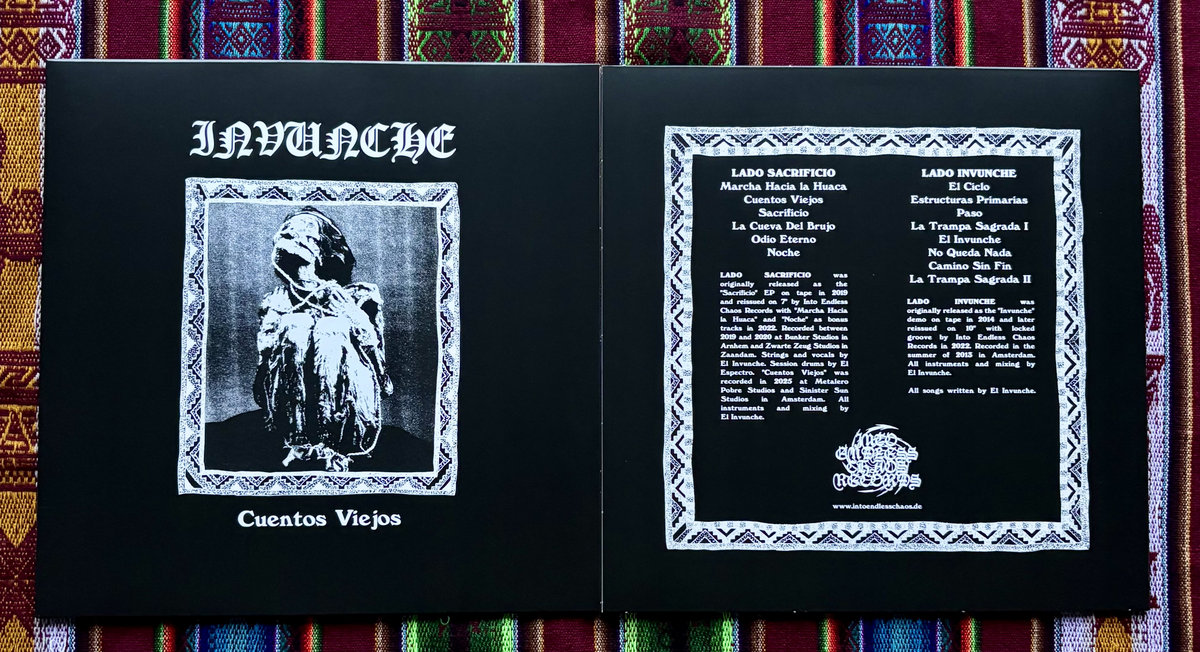 INVUNCHE
Cuentos Viejos
LADO SACRIFICIO
Marcha Hacia la Huaca
Cuentos Viejos
Sacrificio
La Cueva Del Brujo
Odio Eterno
Noche
LADO SACRIFICIO was
originally released as the
"Sacrificio" EP on tape in 2019
and reissued on 7" by Into Endless
Chaos Records with "Marcha Hacia
la Huaca" and "Noche" as bonus
tracks in 2022. Recorded between
2019 and 2020 at Bunker Studios in
Arnhem and Zwarte Zeug Studios in
Zaandam. Strings and vocals by
El Invunche. Session drums by El
Espectro. "Cuentos Viejos" was
recorded in 2025 at Metalero
Pobre Studios and Sinister Sun
Studios in Amsterdam. All
instruments and mixing by
El Invunche.
LADO INVUNCHE
El Ciclo
Estructuras Primarias
Paso
La Trampa Sagrada I
El Invunche
No Queda Nada
Camino Sin Fin
La Trampa Sagrada II
LADO INVUNCHE was
originally released as the "Invunche"
demo on tape in 2014 and later
reissued on 10" with locked
groove by Into Endless Chaos
Records in 2022. Recorded in the
summer of 2013 in Amsterdam.
All instruments and mixing by
El Invunche.
All songs written by El Invunche.
INTO
ENDLESS
CHAOS
RECORDS
www.intoendlesschaos.de